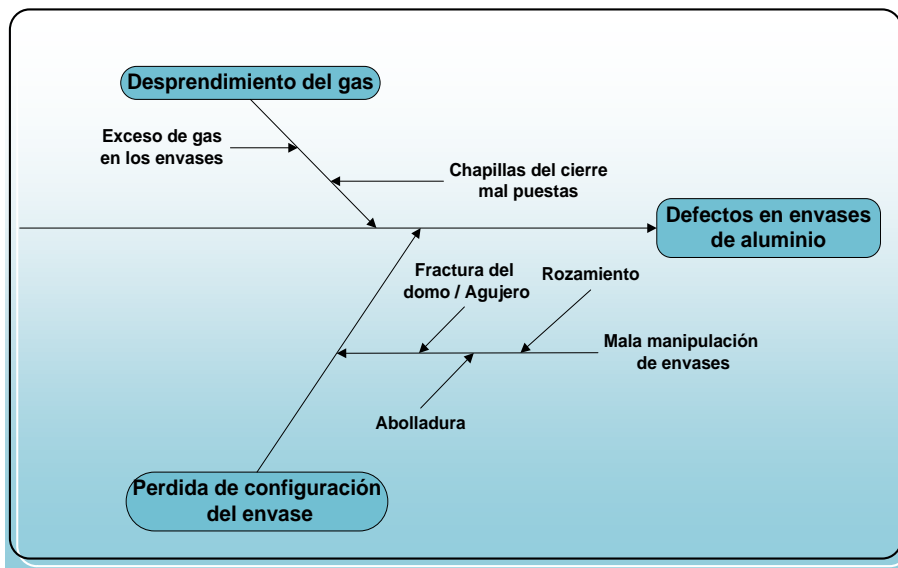 Desprendimiento del gas
Exceso de gas
en los envases
Chapillas del cierre
mal puestas
Defectos en envases
de aluminio
Fractura del
domo / Agujero
Rozamiento
Mala manipulación
de envases
Abolladura
Perdida de configuración
del envase